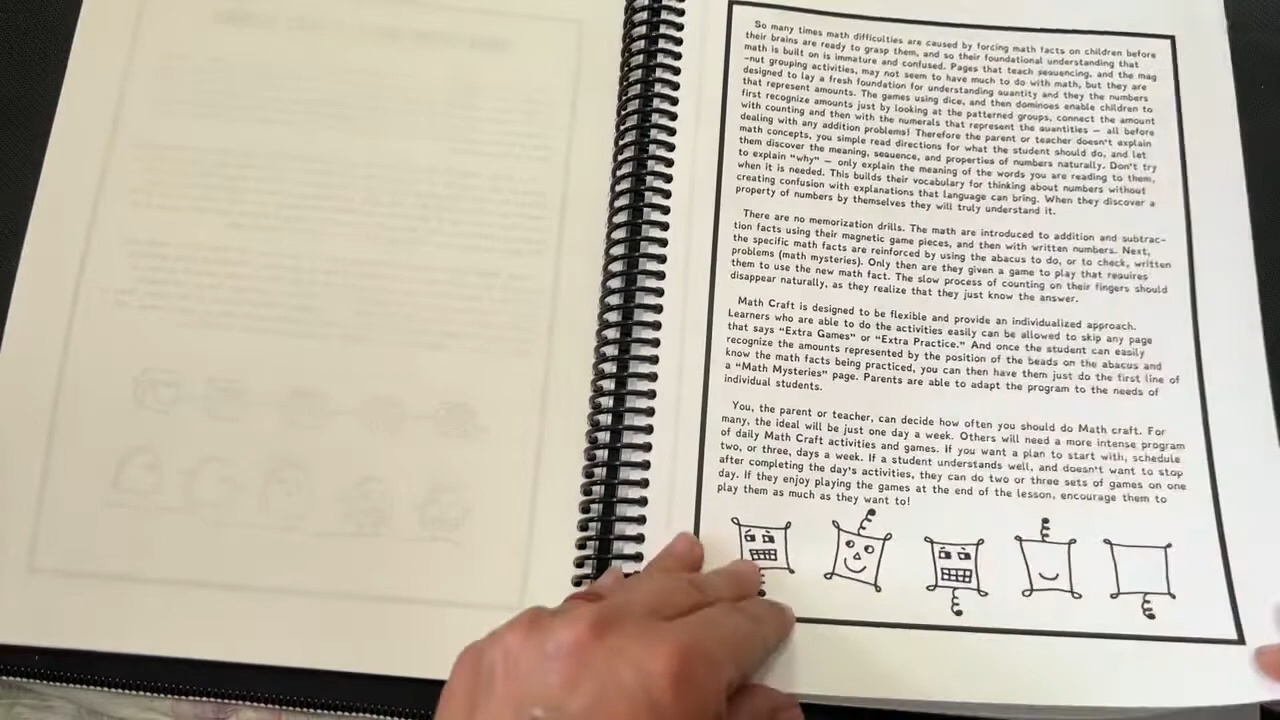 So many times math difficulties are caused by forcing math facts on children before
their brains are ready to grasp them, and so their foundational understanding that
math is built on is immature and confused. Pages that teach sequencing, and the mag
-nut grouping activities, may not seem to have much to do with math, but they are
designed to lay a fresh foundation for understanding quantity and they the numbers
that represent amounts. The games using dice, and then dominoes enable children to
first recognize amounts just by looking at the patterned groups, connect the amount
with counting and then with the numerals that represent the quantities — all before
dealing with any addition problems! Therefore the parent or teacher doesn't explain
math concepts, you simple read directions for what the student should do, and let
them discover the meaning, sequence, and properties of numbers naturally. Don't try
to explain "why" — only explain the meaning of the words you are reading to them,
when it is needed. This builds their vocabulary for thinking about numbers without
creating confusion with explanations that language can bring. When they discover a
property of numbers by themselves they will truly understand it.
There are no memorization drills. The math are introduced to addition and subtrac-
tion facts using their magnetic game pieces, and then with written numbers. Next,
the specific math facts are reinforced by using the abacus to do, or to check, written
problems (math mysteries). Only then are they given a game to play that requires
them to use the new math fact. The slow process of counting on their fingers should
disappear naturally, as they realize that they just know the answer.
Math Craft is designed to be flexible and provide an individualized approach.
Learners who are able to do the activities easily can be allowed to skip any page
that says "Extra Games" or "Extra Practice." And once the student can easily
recognize the amounts represented by the position of the beads on the abacus and
know the math facts being practiced, you can then have them just do the first line of
a "Math Mysteries" page. Parents are able to adapt the program to the needs of
individual students.
You, the parent or teacher, can decide how often you should do Math craft. For
many, the ideal will be just one day a week. Others will need a more intense program
of daily Math Craft activities and games. If you want a plan to start with, schedule
two, or three, days a week. If a student understands well, and doesn't want to stop
after completing the day's activities, they can do two or three sets of games on one
day. If they enjoy playing the games at the end of the lesson, encourage them to
play them as much as they want to!